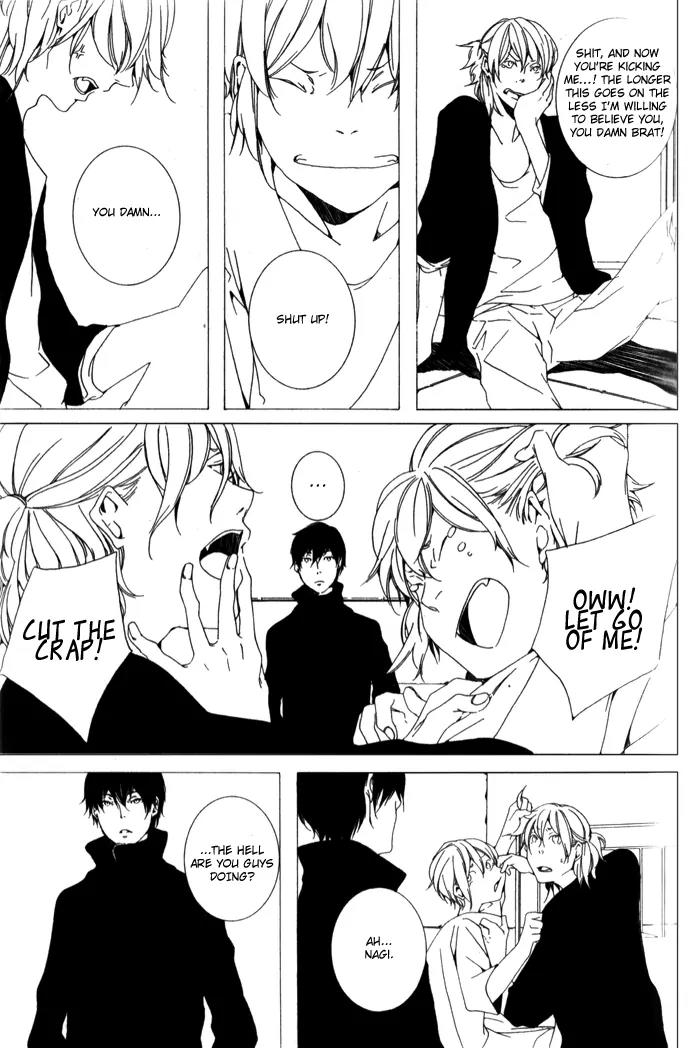 SHIT, AND NOW
YOU'RE KICKING
ME...! THE LONGER
THIS GOES ON THE
LESS I'M WILLING
TO BELIEVE YOU,
YOU DAMN BRAT!
SHUT UP!
YOU DAMN...
OWW!
LET GO
OF ME!
...
CUT THE
CRAP!
...THE HELL
ARE YOU GUYS
DOING?
AH...
NAGI.